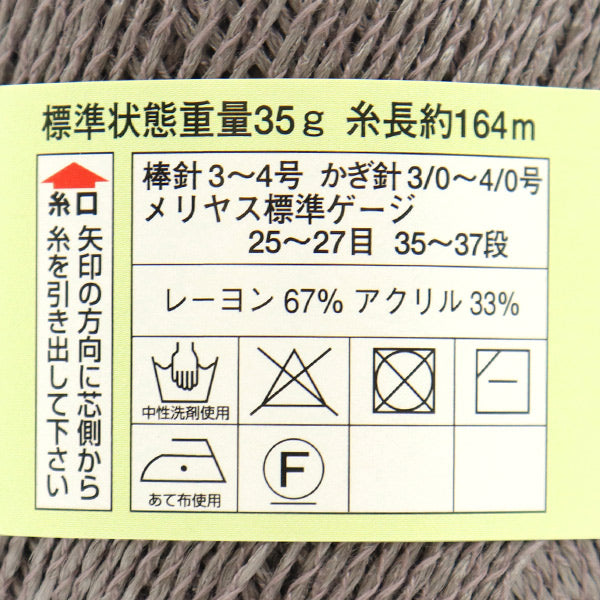 標準状態重量35g 糸長約164m
糸口
矢印の方向に芯側から
糸を引き出して下さい
棒針3〜4号 かぎ針3/0〜4/0号
メリヤス標準ゲージ
25〜27目 35〜37段
レーヨン 67% アクリル 33%
中性洗剤使用
あて布使用
F